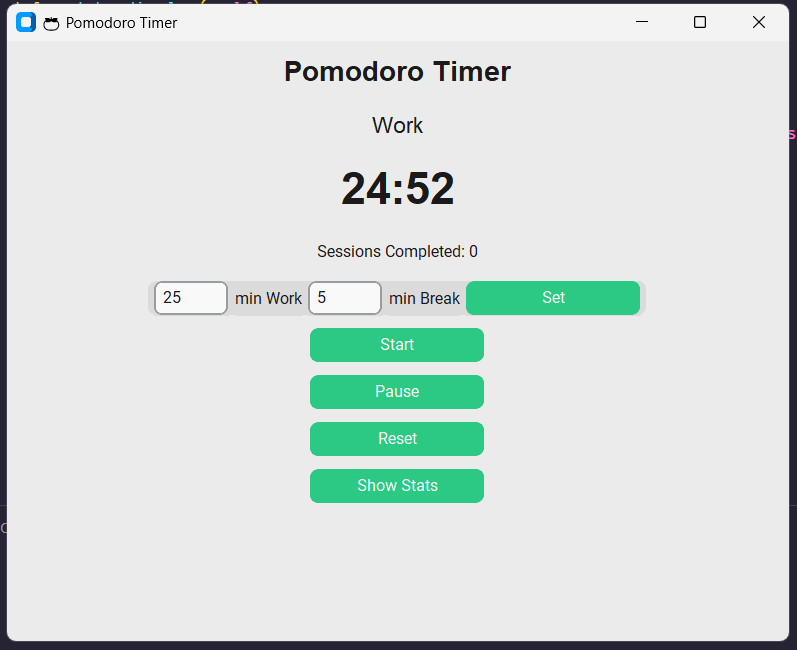 Pomodoro Timer
Pomodoro Timer
Work
24:52
Sessions Completed: 0
25 min Work 5 min Break Set
Start
Pause
Reset
Show Stats